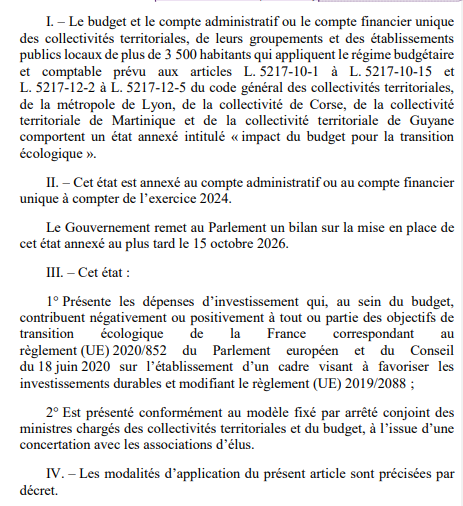 I. – Le budget et le compte administratif ou le compte financier unique
des collectivités territoriales, de leurs groupements et des établissements
publics locaux de plus de 3 500 habitants qui appliquent le régime budgétaire
et comptable prévu aux articles L. 5217-10-1 à L. 5217-10-15 et
L. 5217-12-2 à L. 5217-12-5 du code général des collectivités territoriales,
de la métropole de Lyon, de la collectivité de Corse, de la collectivité
territoriale de Martinique et de la collectivité territoriale de Guyane
comportent un état annexé intitulé « impact du budget pour la transition
écologique ».
II. – Cet état est annexé au compte administratif ou au compte financier
unique à compter de l’exercice 2024.
Le Gouvernement remet au Parlement un bilan sur la mise en place de
cet état annexé au plus tard le 15 octobre 2026.
III. – Cet état :
1° Présente les dépenses d’investissement qui, au sein du budget,
contribuent négativement ou positivement à tout ou partie des objectifs de
transition écologique de la France correspondant au
règlement (UE) 2020/852 du Parlement européen et du Conseil
du 18 juin 2020 sur l’établissement d’un cadre visant à favoriser les
investissements durables et modifiant le règlement (UE) 2019/2088 ;
2° Est présenté conformément au modèle fixé par arrêté conjoint des
ministres chargés des collectivités territoriales et du budget, à l’issue d’une
concertation avec les associations d’élus.
IV. – Les modalités d’application du présent article sont précisées par
décret.